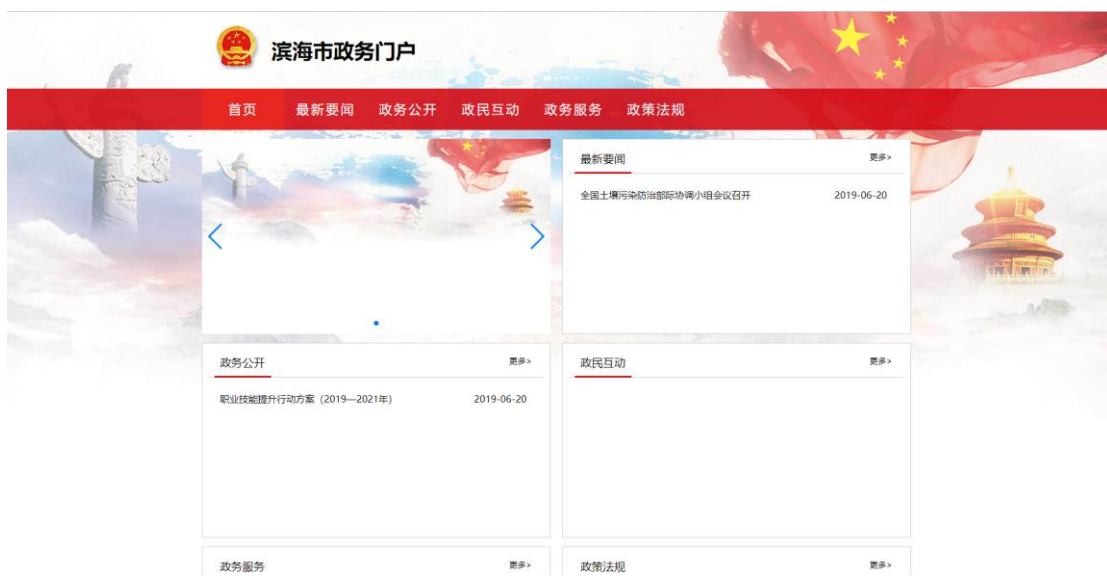 滨海市政务门户
首页 最新要闻 政务公开 政民互动 政务服务 政策法规
最新要闻 更多>
全国土壤污染防治部际协调小组会议召开 2019-06-20
政务公开 更多>
职业技能提升行动方案（2019—2021年） 2019-06-20
政民互动 更多>
政务服务 更多>
政策法规 更多>